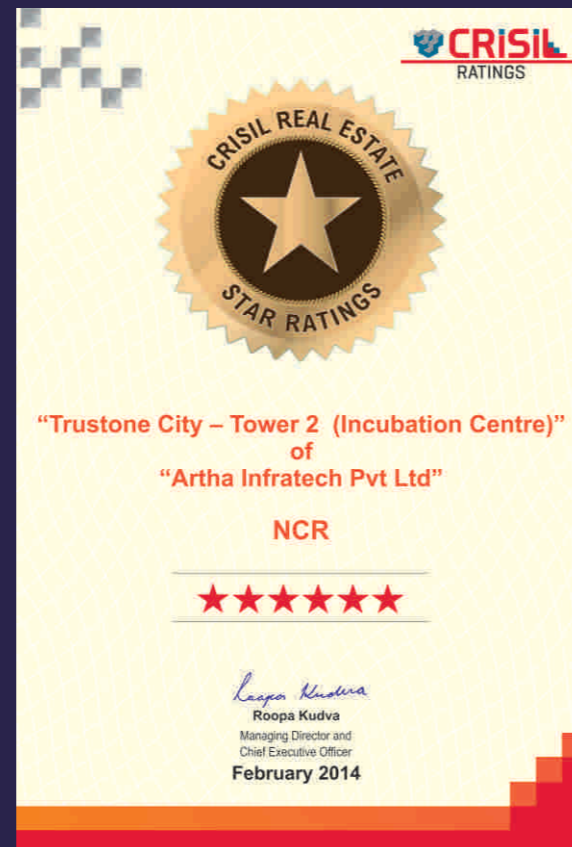 CRISIL
RATINGS
CRISIL REAL ESTATE
STAR RATINGS
“Trustone City – Tower 2 (Incubation Centre)”
of
“Artha Infratech Pvt Ltd”
NCR
Roopa Kudva
Roopa Kudva
Managing Director and
Chief Executive Officer
February 2014